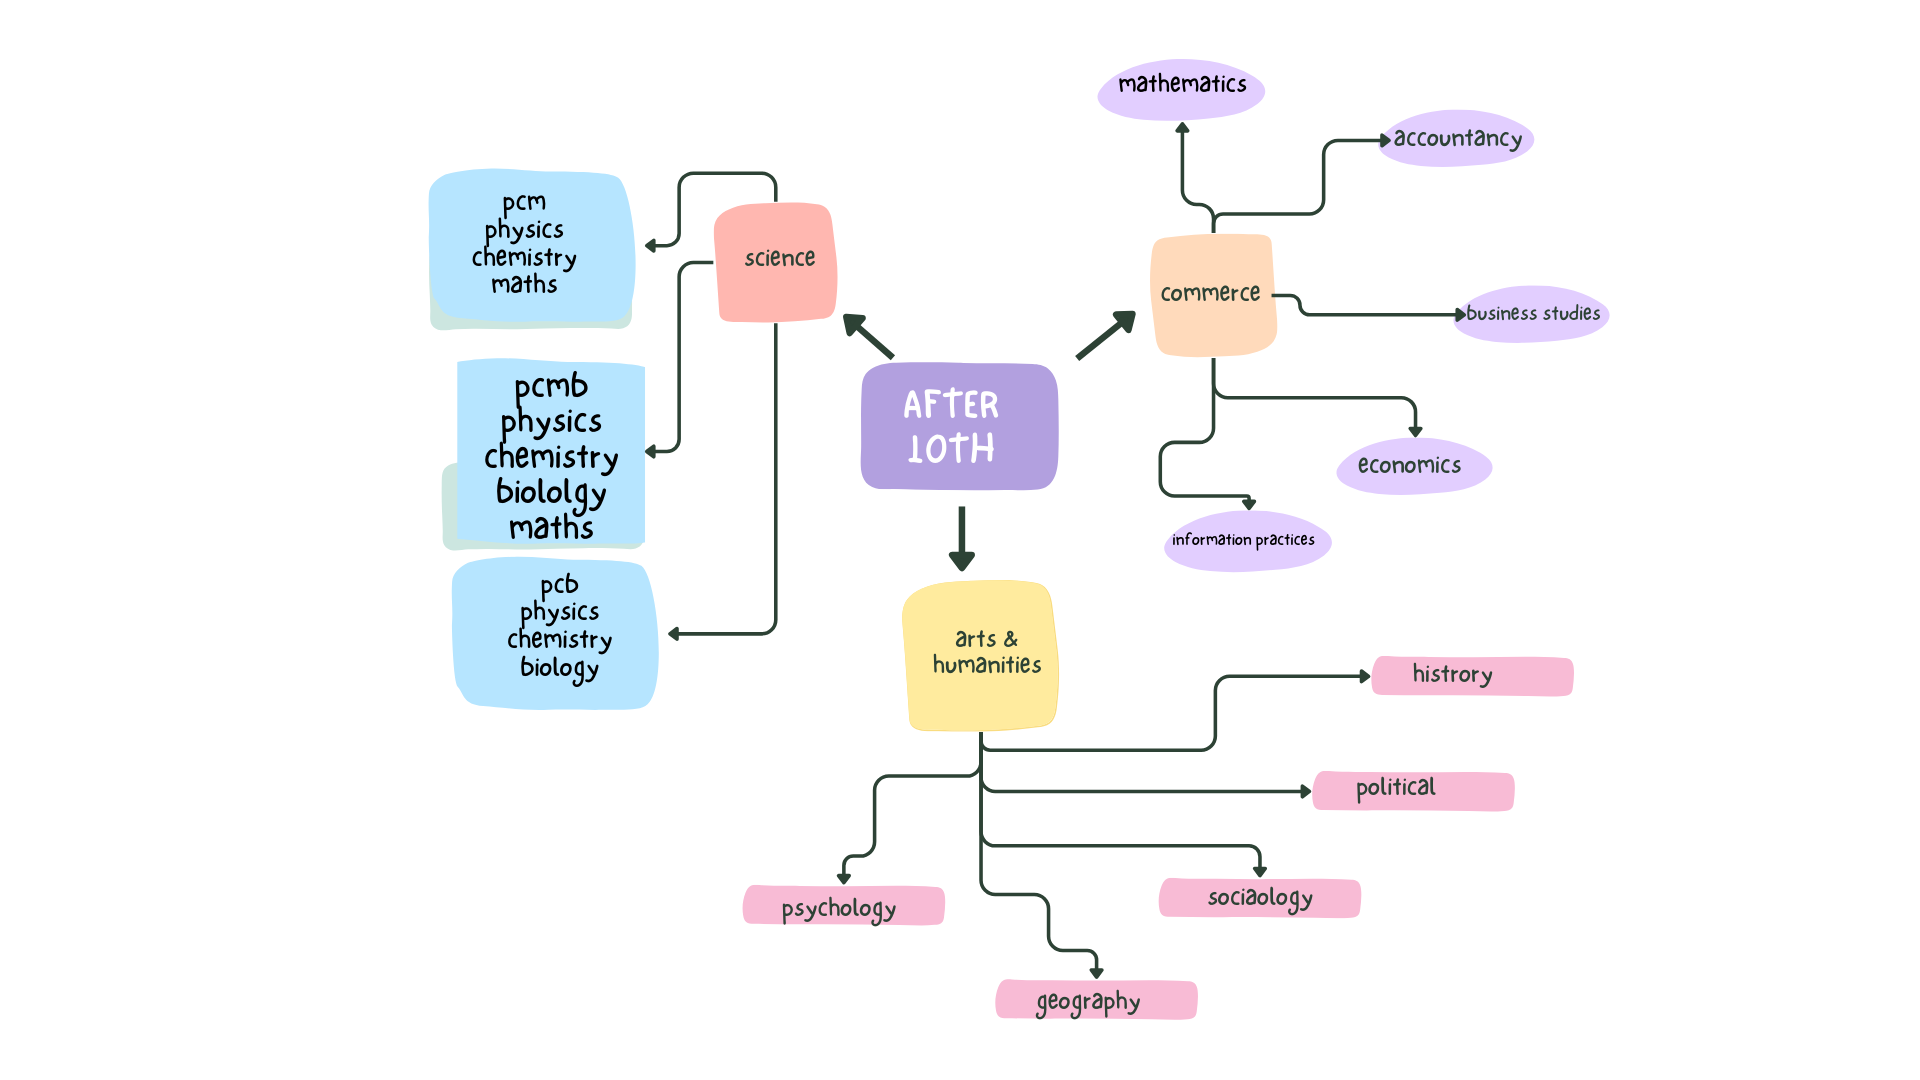 mathematics
accountancy
pcm
physics
chemistry
maths
science
commerce
business studies
pcmb
physics
chemistry
biololgy
maths
AFTER
10TH
economics
information practices
pcb
physics
chemistry
biology
arts &
humanities
histrory
political
psychology
sociaology
geography